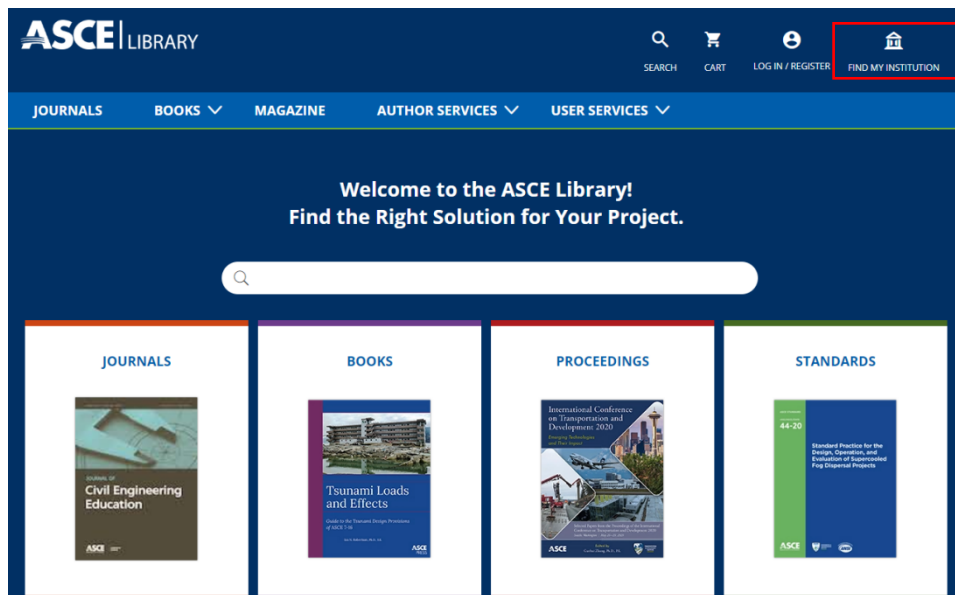 ASCE LIBRARY
SEARCH
CART
LOG IN / REGISTER
FIND MY INSTITUTION
JOURNALS
BOOKS
MAGAZINE
AUTHOR SERVICES
USER SERVICES
Welcome to the ASCE Library!
Find the Right Solution for Your Project.
JOURNALS
JOURNAL OF
Civil Engineering
Education
ASCE
BOOKS
Tsunami Loads
and Effects
Guide to the Tsunami Design Provisions
of ASCE 7-16
ASCE
PRESS
PROCEEDINGS
International Conference
on Transportation and
Development 2020
Emerging Technologies
and Their Impact
ASCE
STANDARDS
44-20
Standard Practice for the
Design, Operation, and
Evaluation of Supercooled
Fog Dispersal Projects
ASCE